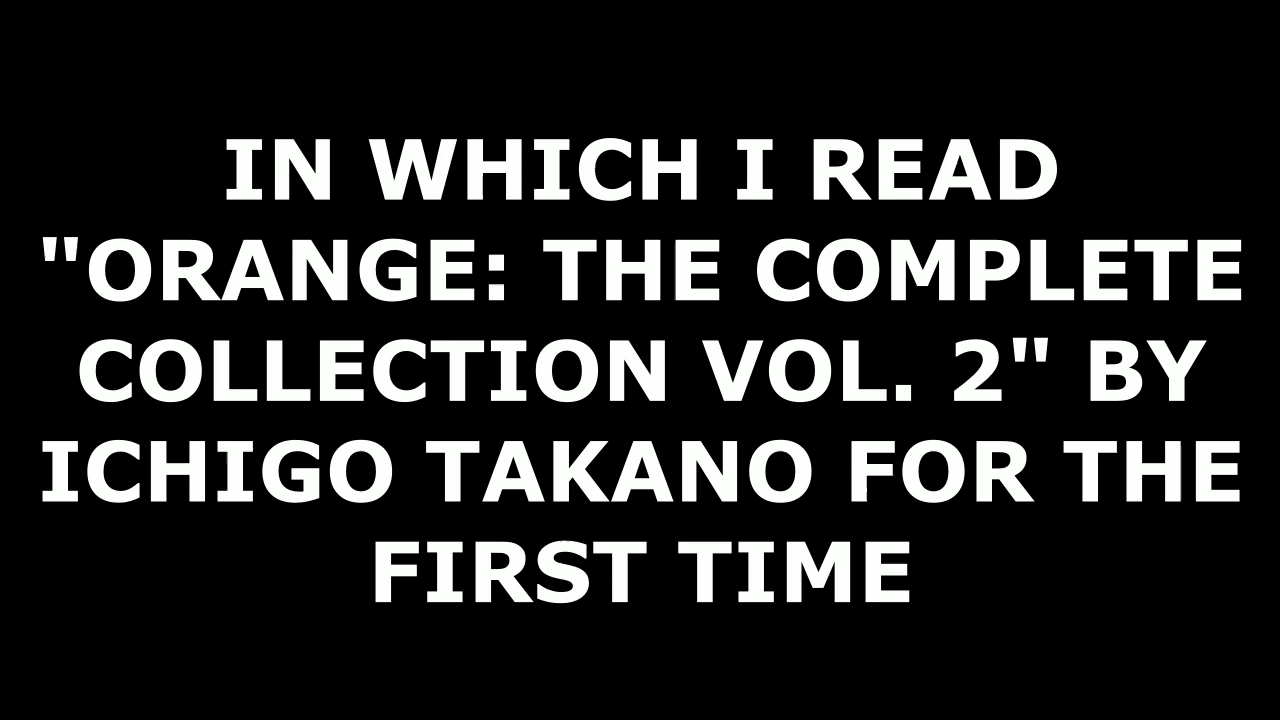 IN WHICH I READ
"ORANGE: THE COMPLETE
COLLECTION VOL. 2" BY
ICHIGO TAKANO FOR THE
FIRST TIME